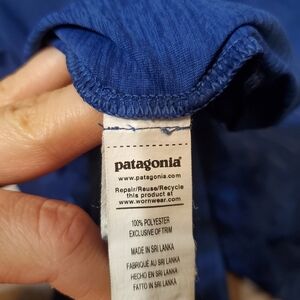 patagonia®
www.patagonia.com
Repair/Reuse/Recycle
this product at
www.wornwear.com
100% POLYESTER
EXCLUSIVE OF TRIM
MADE IN SRI LANKA
FABRIQUÉ AU SRI LANKA
HECHO EN SRI LANKA
FATTO IN SRI LANKA